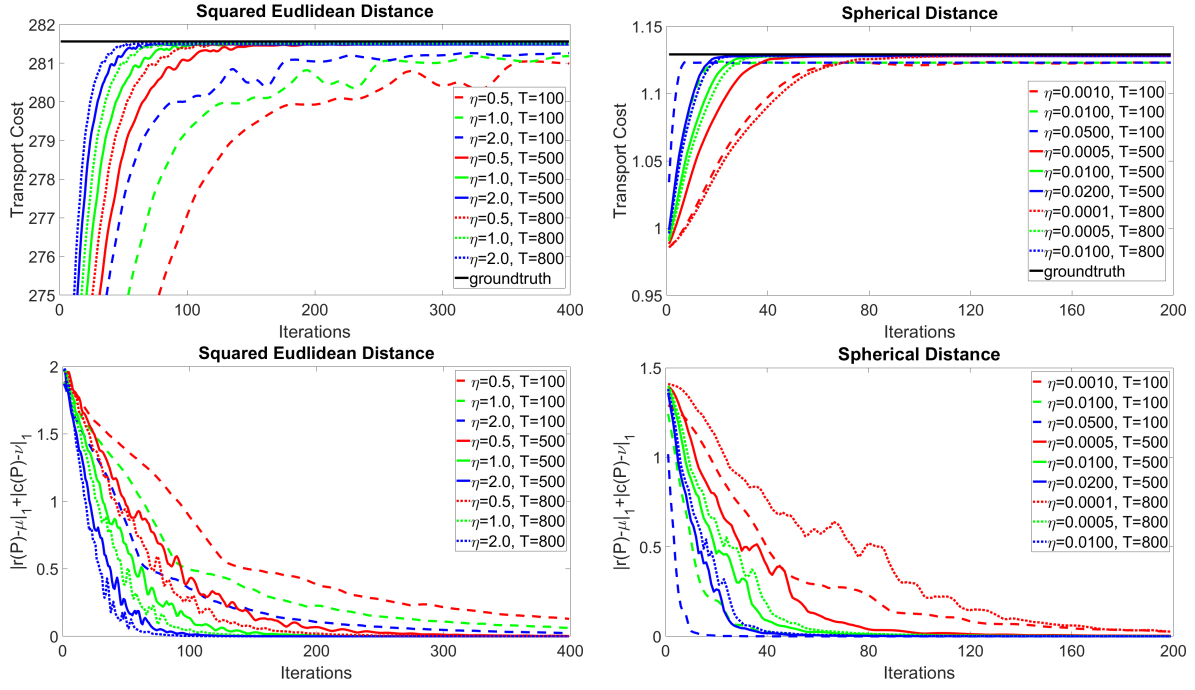 Squared Eudlidean Distance
282
281
280
279
278
277
276
275
Transport Cost
0
100
200
300
400
Iterations
η=0.5, T=100
η=1.0, T=100
η=2.0, T=100
η=0.5, T=500
η=1.0, T=500
η=2.0, T=500
η=0.5, T=800
η=1.0, T=800
η=2.0, T=800
groundtruth
Spherical Distance
1.15
1.1
1.05
1
0.95
Transport Cost
0
40
80
120
160
200
Iterations
η=0.0010, T=100
η=0.0100, T=100
η=0.0500, T=100
η=0.0005, T=500
η=0.0100, T=500
η=0.0200, T=500
η=0.0001, T=800
η=0.0005, T=800
η=0.0100, T=800
groundtruth
Squared Eudlidean Distance
2
1.5
1
0.5
0
|r(P)-μ|₁+|c(P)-ν|₁
0
100
200
300
400
Iterations
η=0.5, T=100
η=1.0, T=100
η=2.0, T=100
η=0.5, T=500
η=1.0, T=500
η=2.0, T=500
η=0.5, T=800
η=1.0, T=800
η=2.0, T=800
Spherical Distance
1.5
1
0.5
0
|r(P)-μ|₁+|c(P)-ν|₁
0
40
80
120
160
200
Iterations
η=0.0010, T=100
η=0.0100, T=100
η=0.0500, T=100
η=0.0005, T=500
η=0.0100, T=500
η=0.0200, T=500
η=0.0001, T=800
η=0.0005, T=800
η=0.0100, T=800